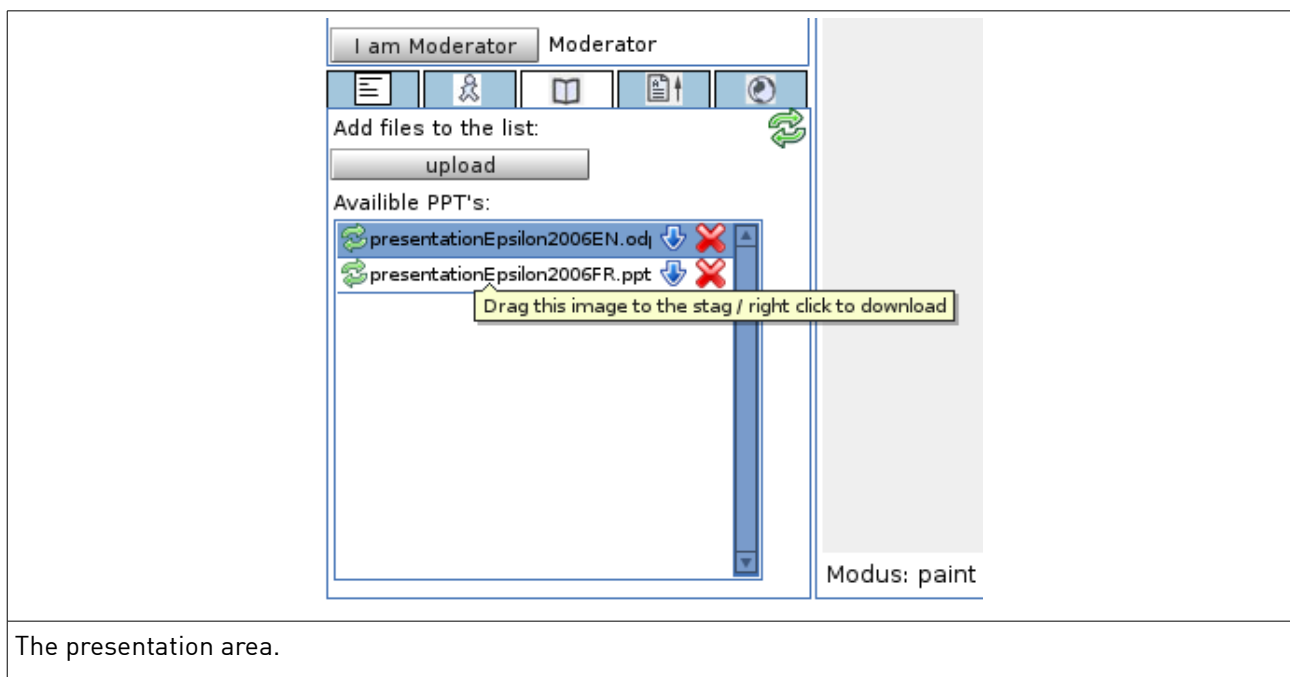 I am Moderator Moderator
Add files to the list:
upload
Availible PPT's:
presentationEpsilon2006EN.od
presentationEpsilon2006FR.ppt
Drag this image to the stag / right click to download
Modus: paint
The presentation area.